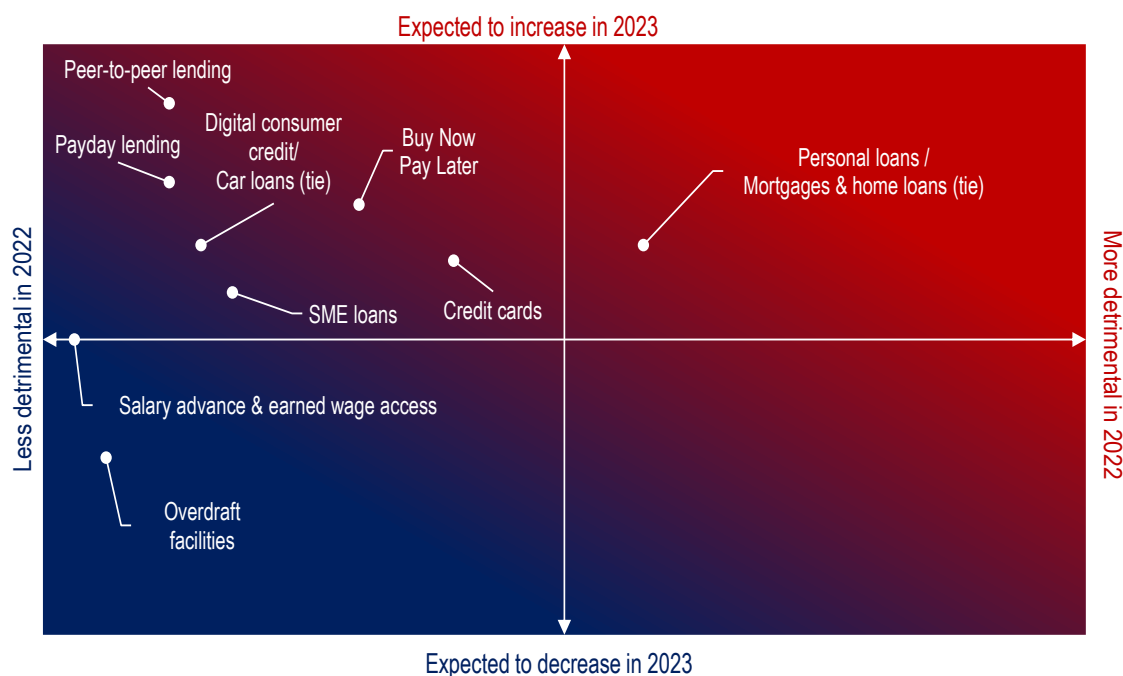 Expected to increase in 2023
Peer-to-peer lending
Payday lending
Digital consumer
credit/
Car loans (tie)
Buy Now
Pay Later
Personal loans /
Mortgages & home loans (tie)
SME loans
Credit cards
Less detrimental in 2022
More detrimental in 2022
Salary advance & earned wage access
Overdraft
facilities
Expected to decrease in 2023